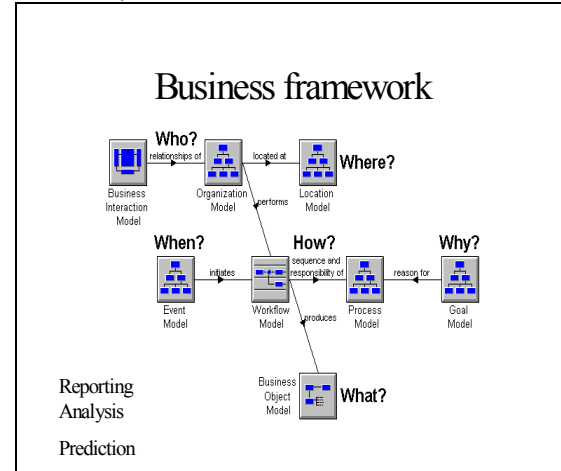 Business framework
Who?
relationships of
located at
Where?
Business
Interaction
Model
Organization
Model
Location
Model
performs
When?
How?
Why?
initiates
sequence and
responsibility of
reason for
Event
Model
Workflow
Model
Process
Model
Goal
Model
produces
Business
Object
Model
What?
Reporting
Analysis
Prediction